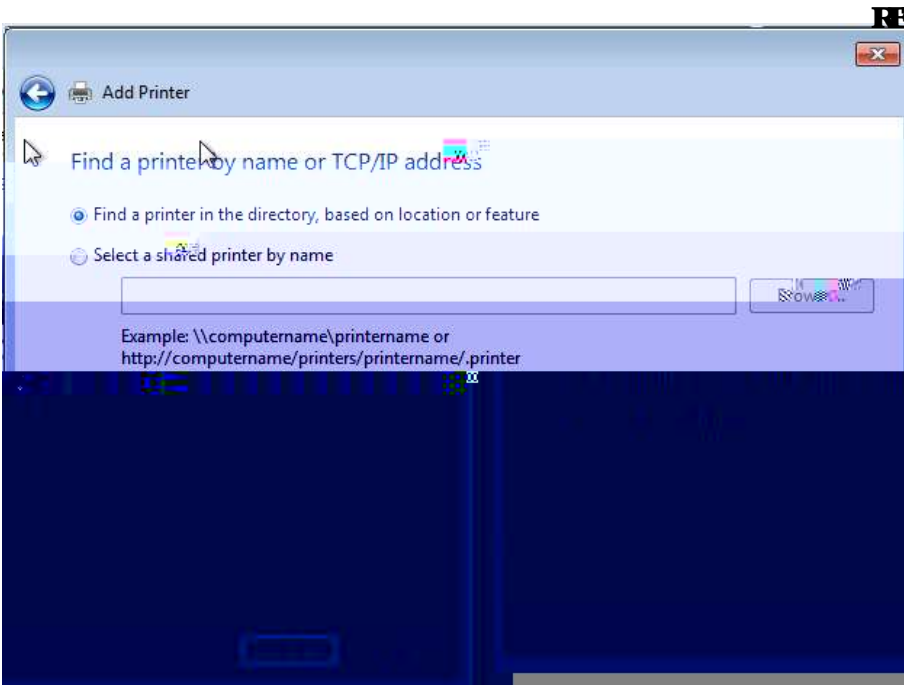 RE
Add Printer
Find a printer by name or TCP/IP address
Find a printer in the directory, based on location or feature
Select a shared printer by name
Example: \\computername\printername or
http://computername/printers/printername/.printer